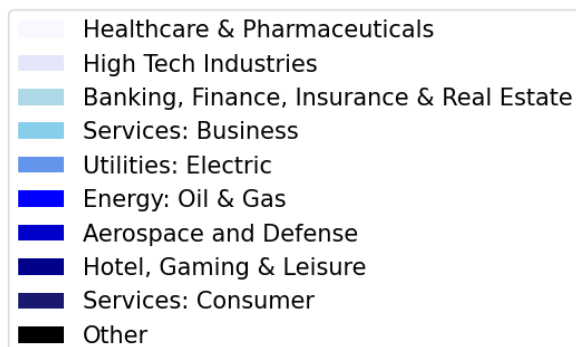 Healthcare & Pharmaceuticals
High Tech Industries
Banking, Finance, Insurance & Real Estate
Services: Business
Utilities: Electric
Energy: Oil & Gas
Aerospace and Defense
Hotel, Gaming & Leisure
Services: Consumer
Other